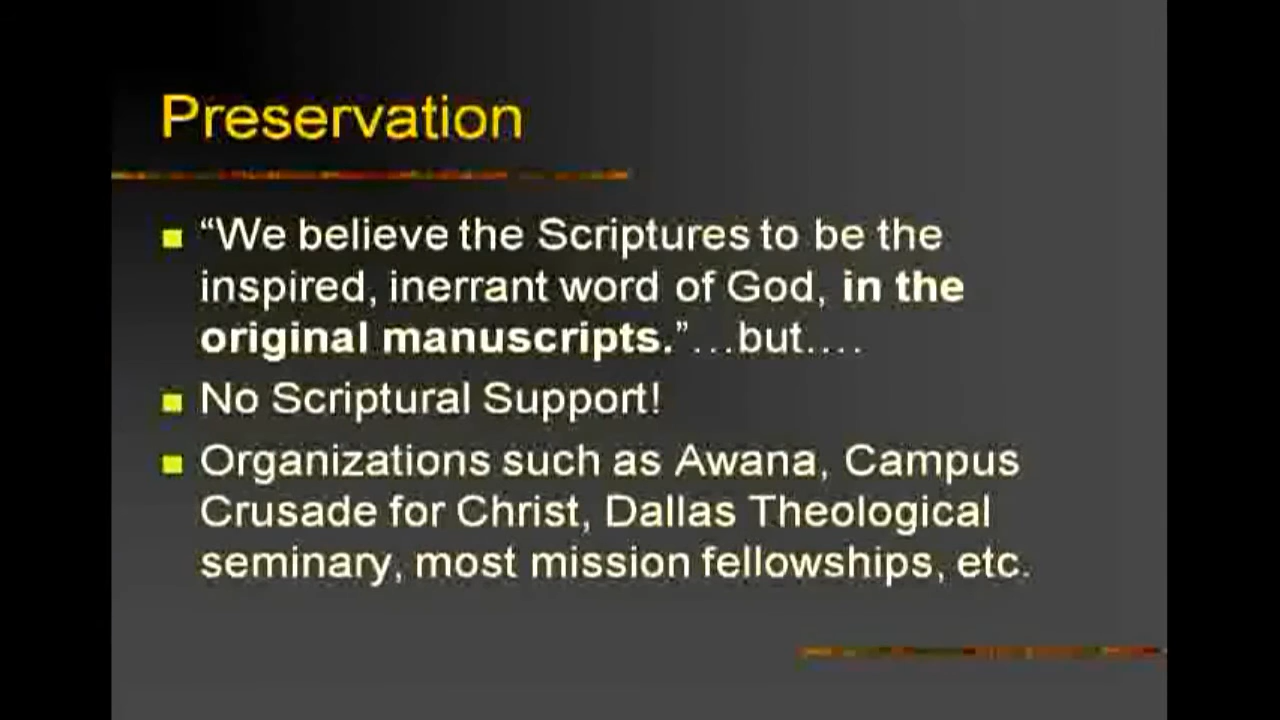 Preservation
“We believe the Scriptures to be the
inspired, inerrant word of God, in the
original manuscripts.”…but….
No Scriptural Support!
Organizations such as Awana, Campus
Crusade for Christ, Dallas Theological
seminary, most mission fellowships, etc.